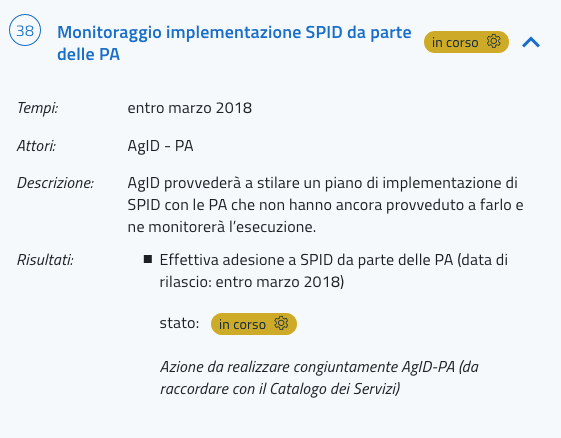 38
Monitoraggio implementazione SPID da parte
delle PA
in corso
Tempi:
entro marzo 2018
Attori:
AgID - PA
Descrizione:
AgID provvederà a stilare un piano di implementazione di
SPID con le PA che non hanno ancora provveduto a farlo e
ne monitorerà l'esecuzione.
Risultati:
■ Effettiva adesione a SPID da parte delle PA (data di
rilascio: entro marzo 2018)
stato: in corso
Azione da realizzare congiuntamente AgID-PA (da
raccordare con il Catalogo dei Servizi)